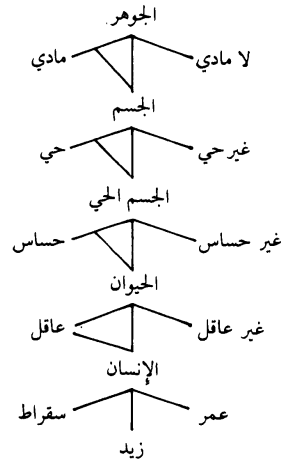 الجوهر
لا مادي
مادي
الجسم
غير حي
حي
الجسم الحي
غير حساس
حساس
الحيوان
غير عاقل
عاقل
الإنسان
عمر
سقراط
زيد